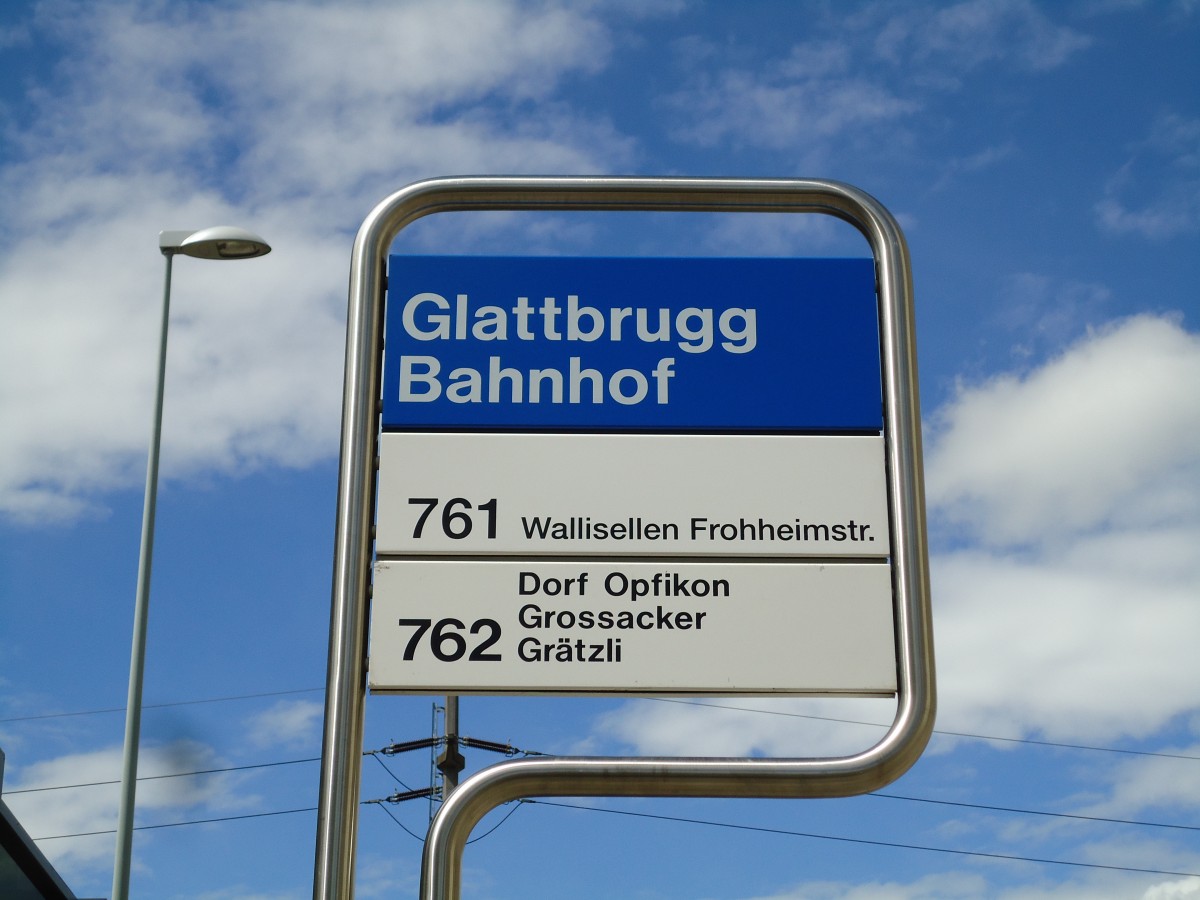 Glattbrugg
Bahnhof
761 Wallisellen Frohheimstr.
Dorf Opfikon
Grossacker
762 Grätzli